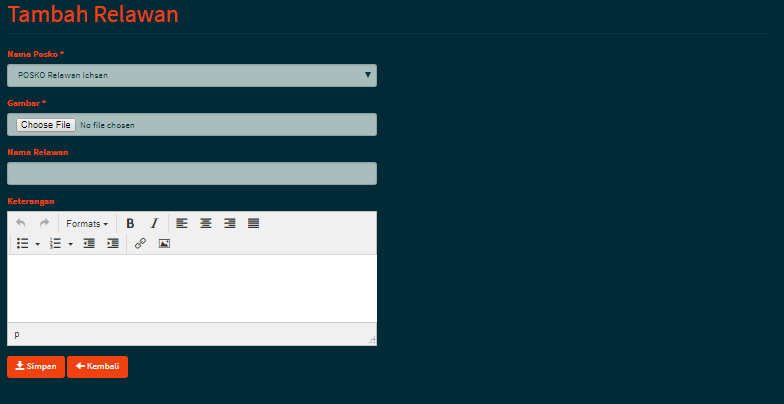 Tambah Relawan
Nama Posko *
POSKO Relawan Ichsan
Gambar *
Choose File No file chosen
Nama Relawan
Keterangan
Formats B I
p
Simpan Kembali